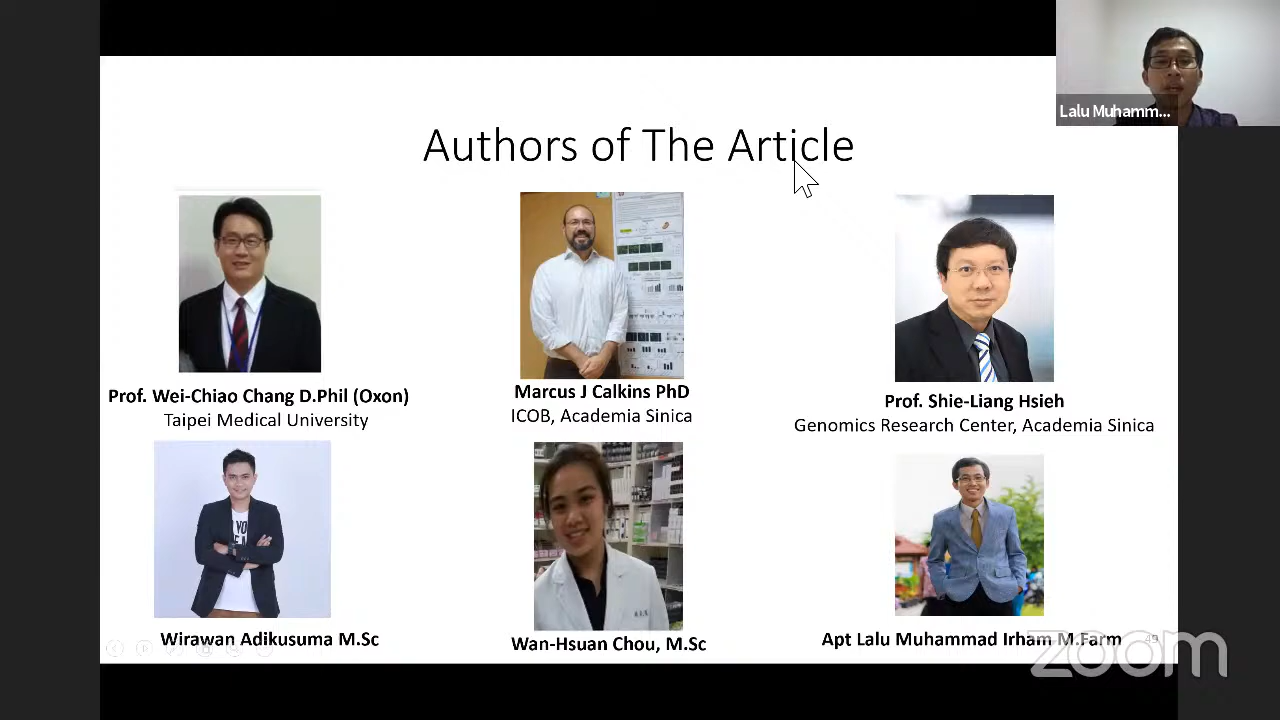 Lalu Muhamm...
Authors of The Article
Prof. Wei-Chiao Chang D.Phil (Oxon)
Taipei Medical University
Marcus J Calkins PhD
ICOB, Academia Sinica
Prof. Shie-Liang Hsieh
Genomics Research Center, Academia Sinica
Wirawan Adikusuma M.Sc
Wan-Hsuan Chou, M.Sc
Apt Lalu Muhammad Irham M.Farm
49
zoom